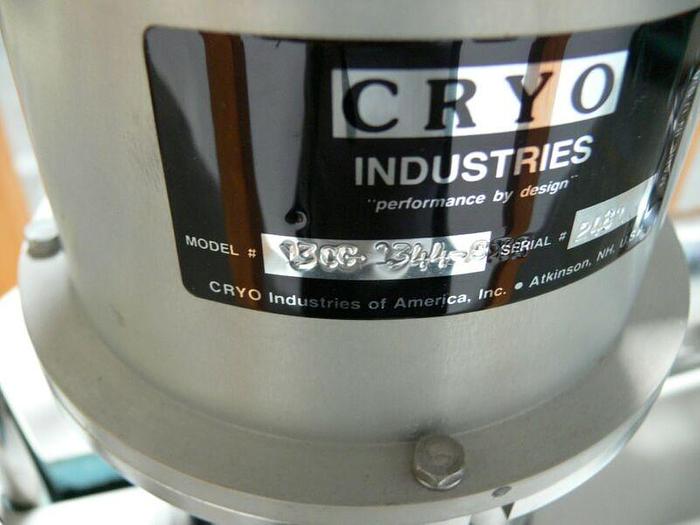 CRYO
INDUSTRIES
"performance by design"
MODEL # SERIAL #
CRYO Industries of America, Inc. • Atkinson, NH, U.S.A.